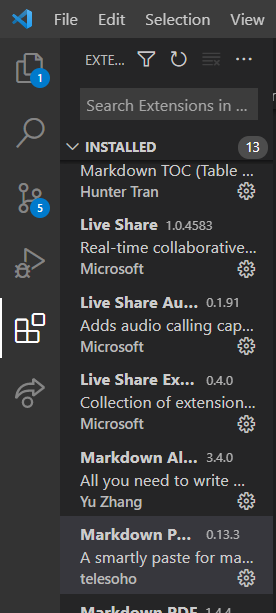 File Edit Selection View
EXTE... ...
1
Search Extensions in ...
INSTALLED 13
Markdown TOC (Table ...
Hunter Tran
5
Live Share 1.0.4583
Real-time collaborative...
Microsoft
Live Share Au... 0.1.91
Adds audio calling cap...
Microsoft
Live Share Ex... 0.4.0
Collection of extension...
Microsoft
Markdown Al... 3.4.0
All you need to write ...
Yu Zhang
Markdown P... 0.13.3
A smartly paste for ma...
telesoho
Markdown PDF 1.4.4